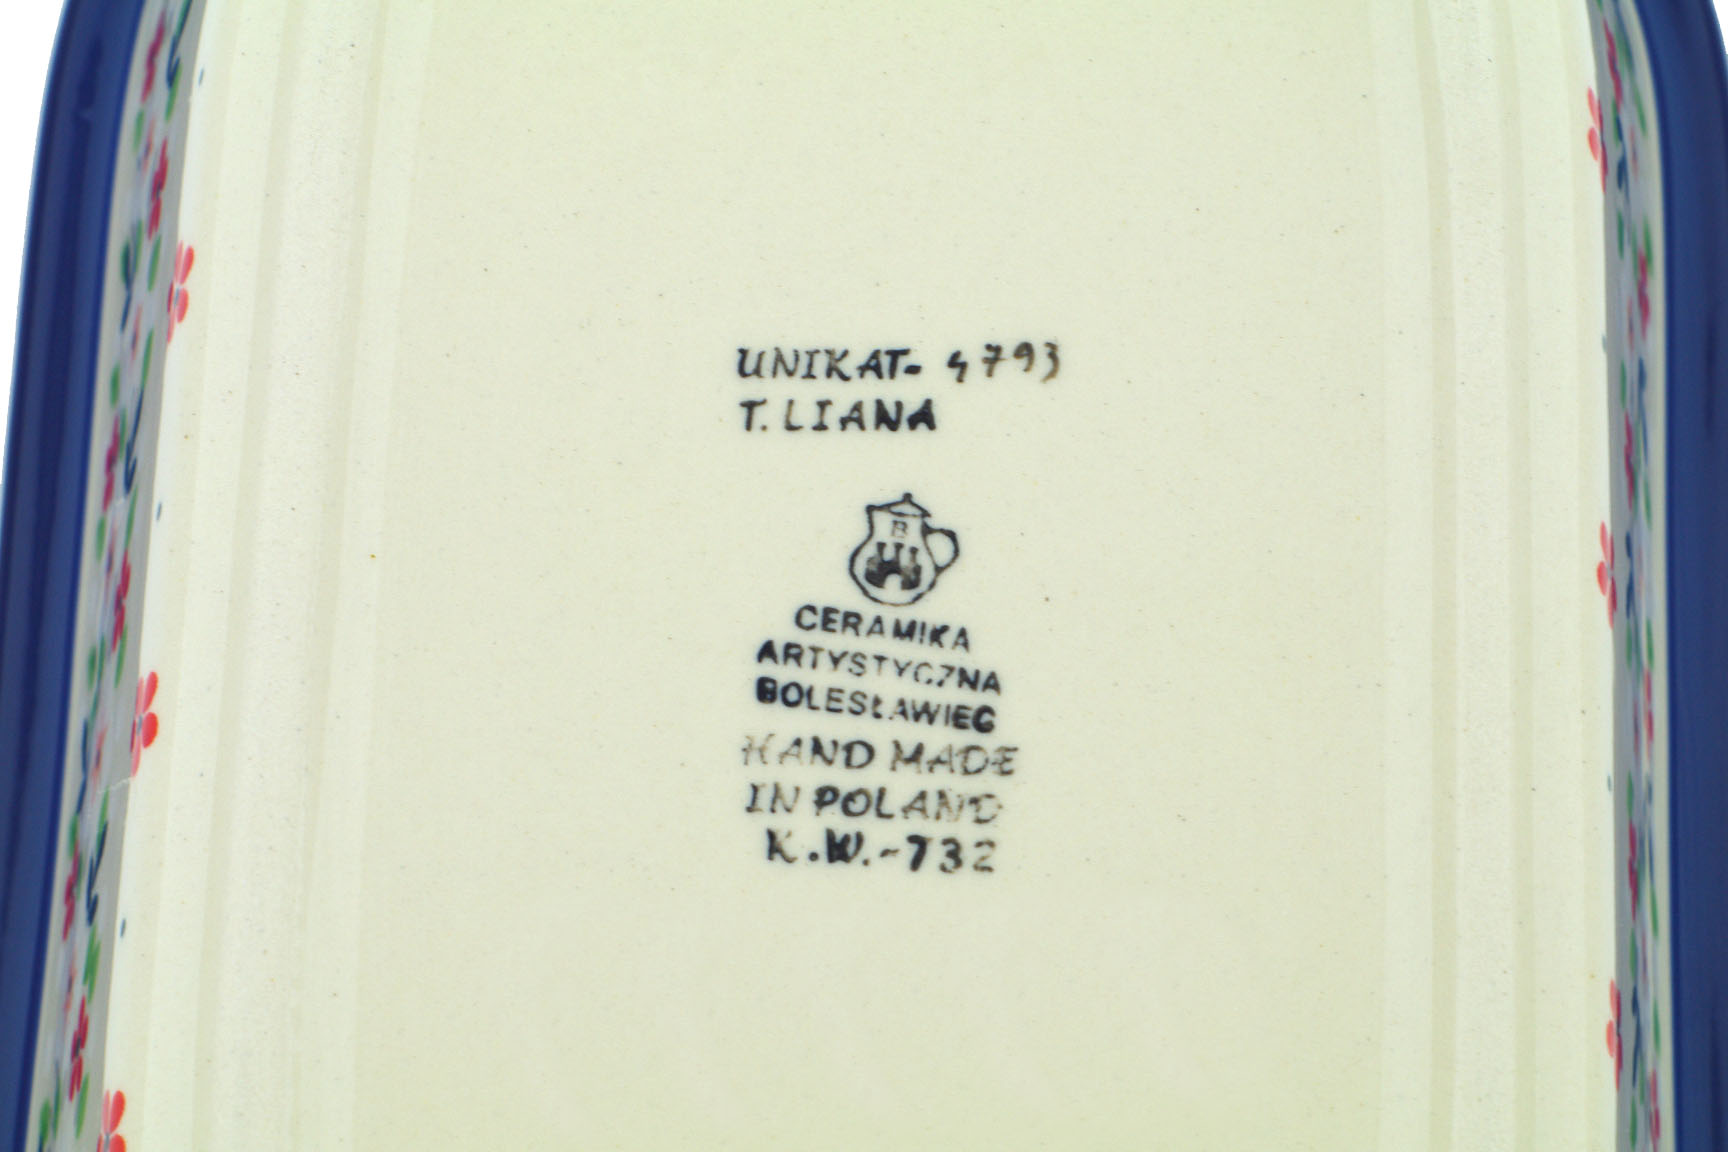 UNIKAT- 4793
T. LIANA
B
CERAMIKA
ARTYSTYCZNA
BOLESŁAWIEC
HAND MADE
IN POLAND
K.W.-732